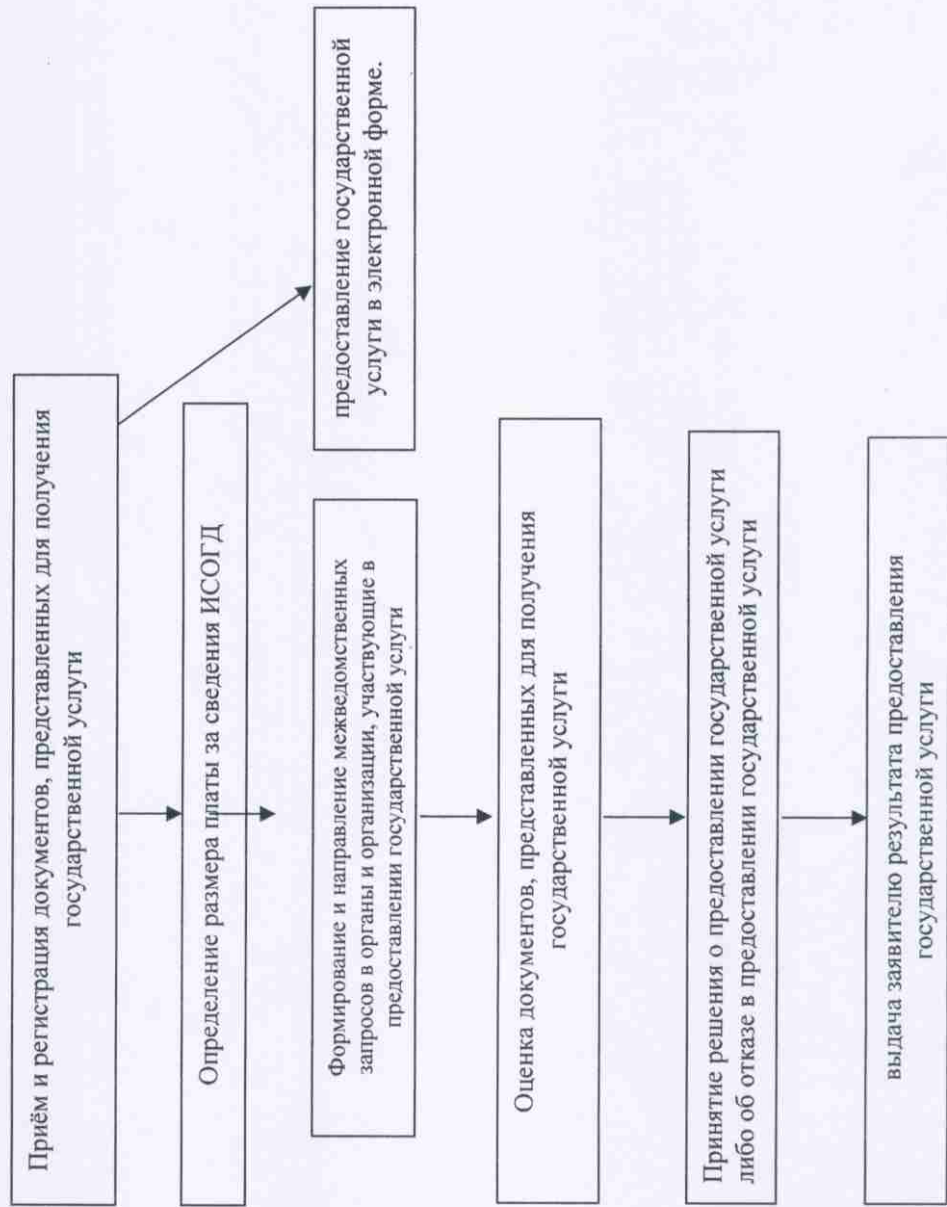 Приём и регистрация документов, представленных для получения
государственной услуги
Определение размера платы за сведения ИСОГД
Формирование и направление межведомственных
запросов в органы и организации, участвующие в
предоставлении государственной услуги
предоставление государственной
услуги в электронной форме.
Оценка документов, представленных для получения
государственной услуги
Принятие решения о предоставлении государственной услуги
либо об отказе в предоставлении государственной услуги
выдача заявителю результата предоставления
государственной услуги